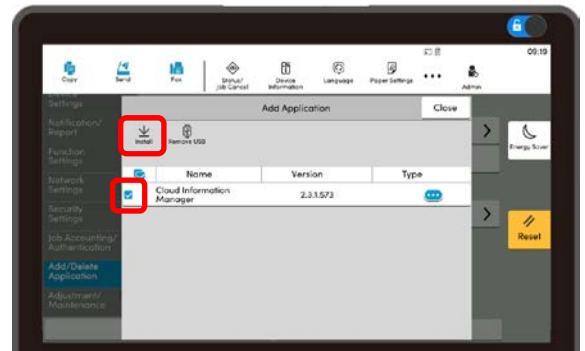 6
09:19
Copy
Send
Fax
Status/
Job Cancel
Device
Information
Language
Paper Settings
Admin
Settings
Notification/
Report
Function
Settings
Network
Settings
Security
Settings
Job Accounting/
Authentication
Add/Delete
Application
Adjustment/
Maintenance
Add Application
Close
Install
Remove USB
Name
Version
Type
Cloud Information
Manager
2.3.1.573
Energy Saver
Reset